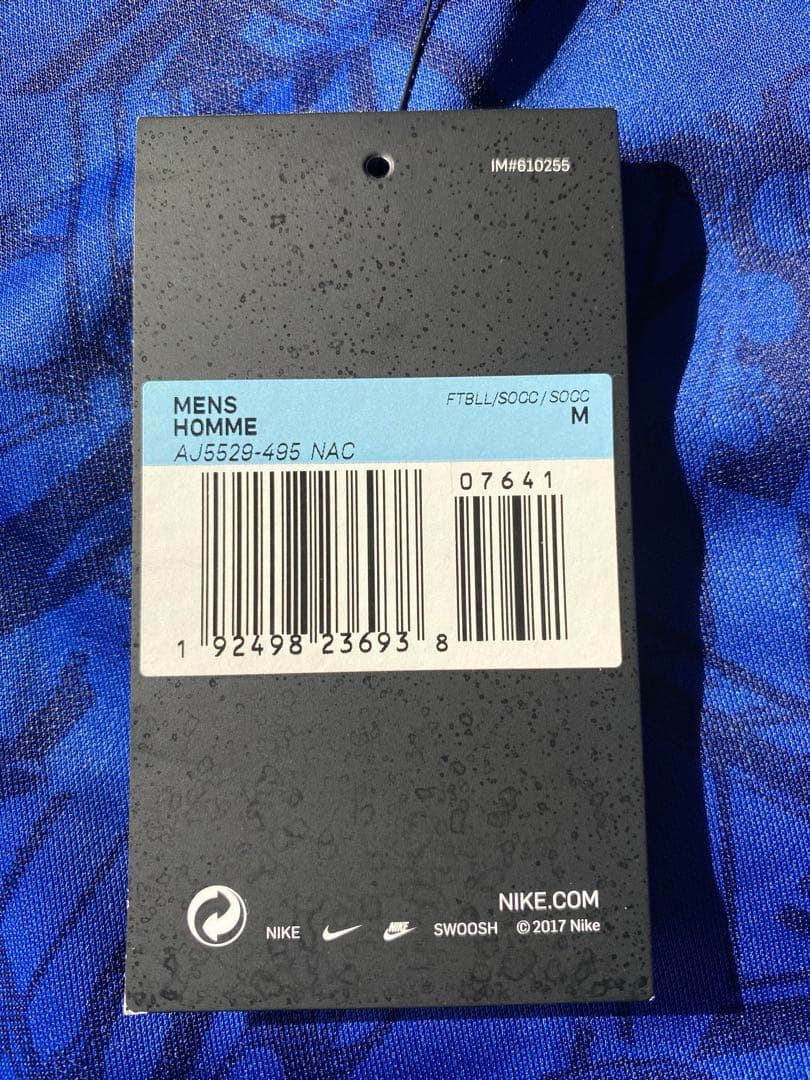 IM#610255
MENS
HOMME
FTBLL/SOCC/SOCC
M
AJ5529-495 NAC
07641
1 92498 23693 8
NIKE.COM
NIKE NIKE SWOOSH ©2017 Nike